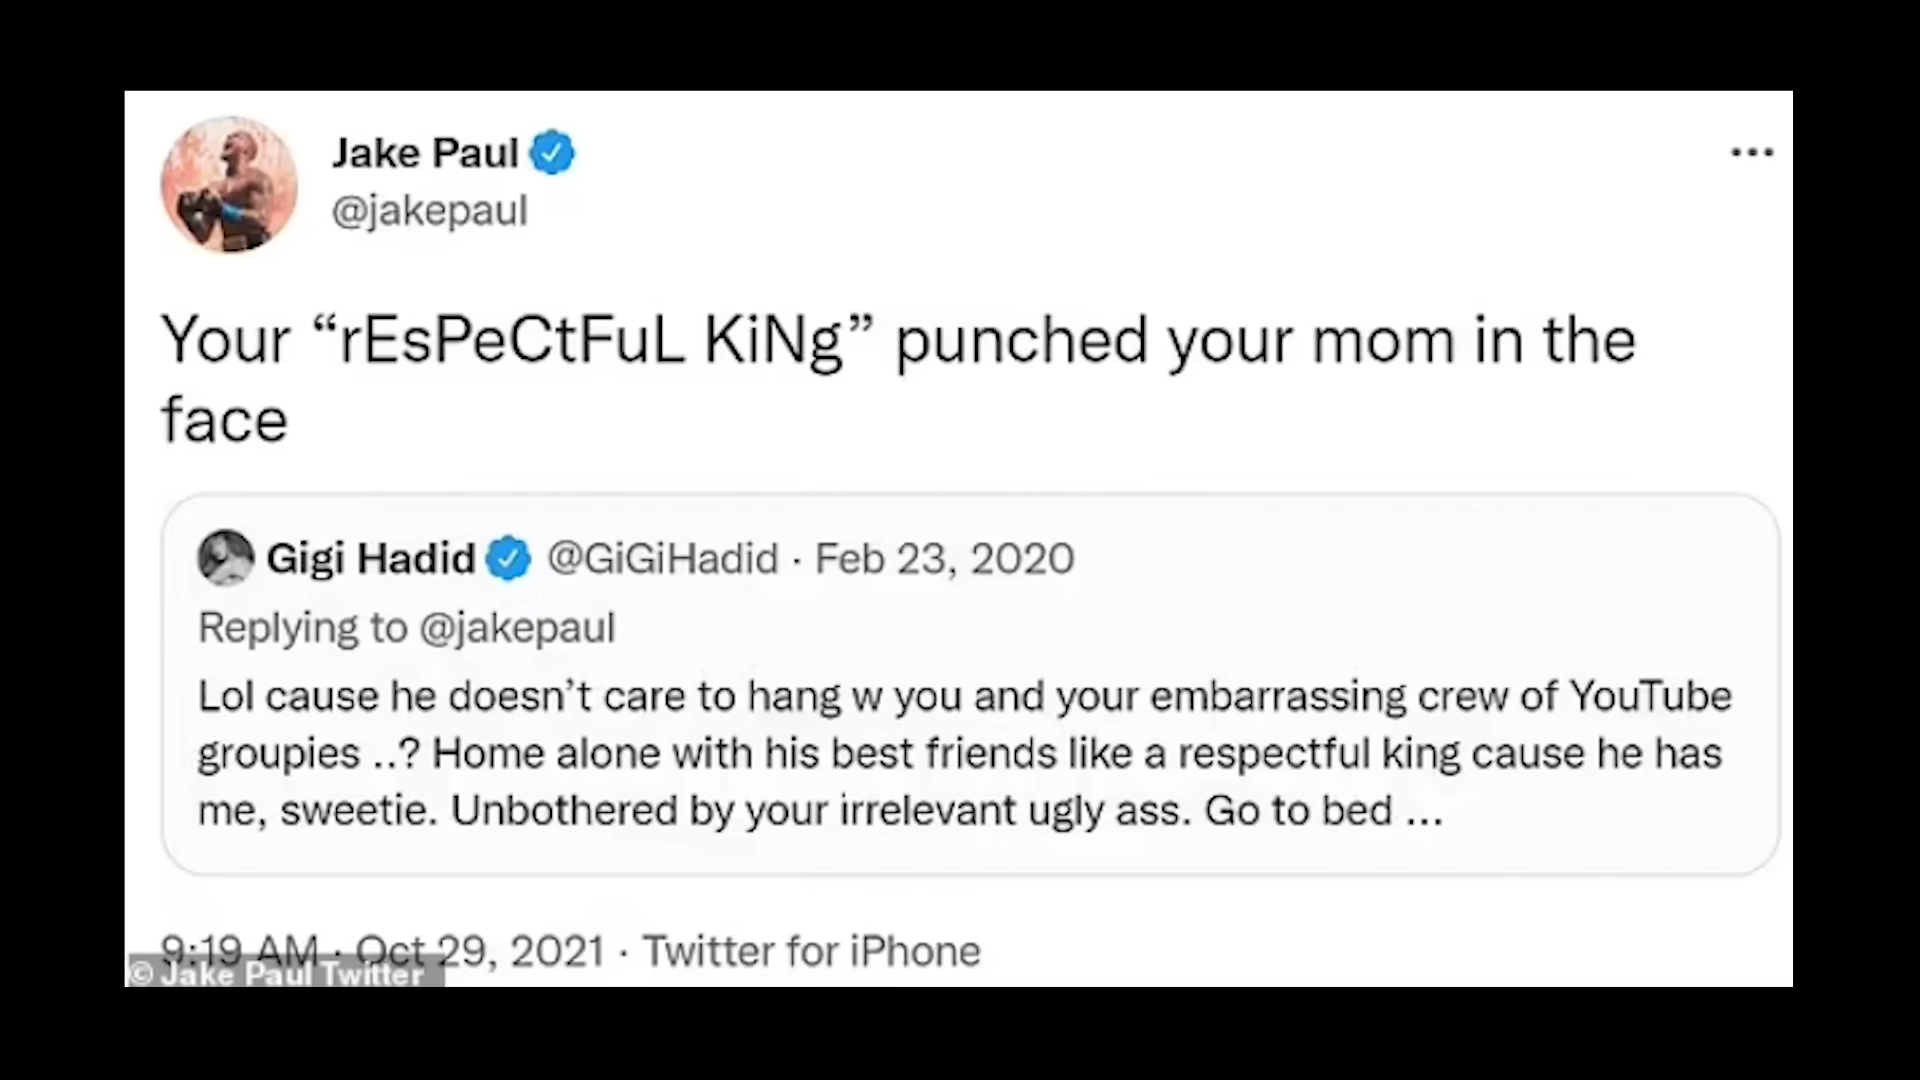 Jake Paul
@jakepaul
Your “rEsPeCtFuL KiNg” punched your mom in the
face
Gigi Hadid @GiGiHadid · Feb 23, 2020
Replying to @jakepaul
Lol cause he doesn’t care to hang w you and your embarrassing crew of YouTube
groupies ..? Home alone with his best friends like a respectful king cause he has
me, sweetie. Unbothered by your irrelevant ugly ass. Go to bed ...
9:19 AM · Oct 29, 2021 · Twitter for iPhone
© Jake Paul Twitter